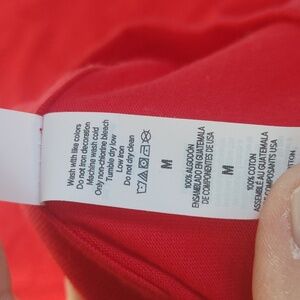 Wash with like colors
Do not iron decoration
Machine wash cold
Only non-chlorine bleach
Tumble dry low
Low iron
Do not dry clean
M
100% ALGODÓN
ENSAMBLADO EN GUATEMALA
DE COMPONENTES DE USA
M
100% COTON
ASSEMBLÉ AU GUATEMALA
COMPOSANTS USA